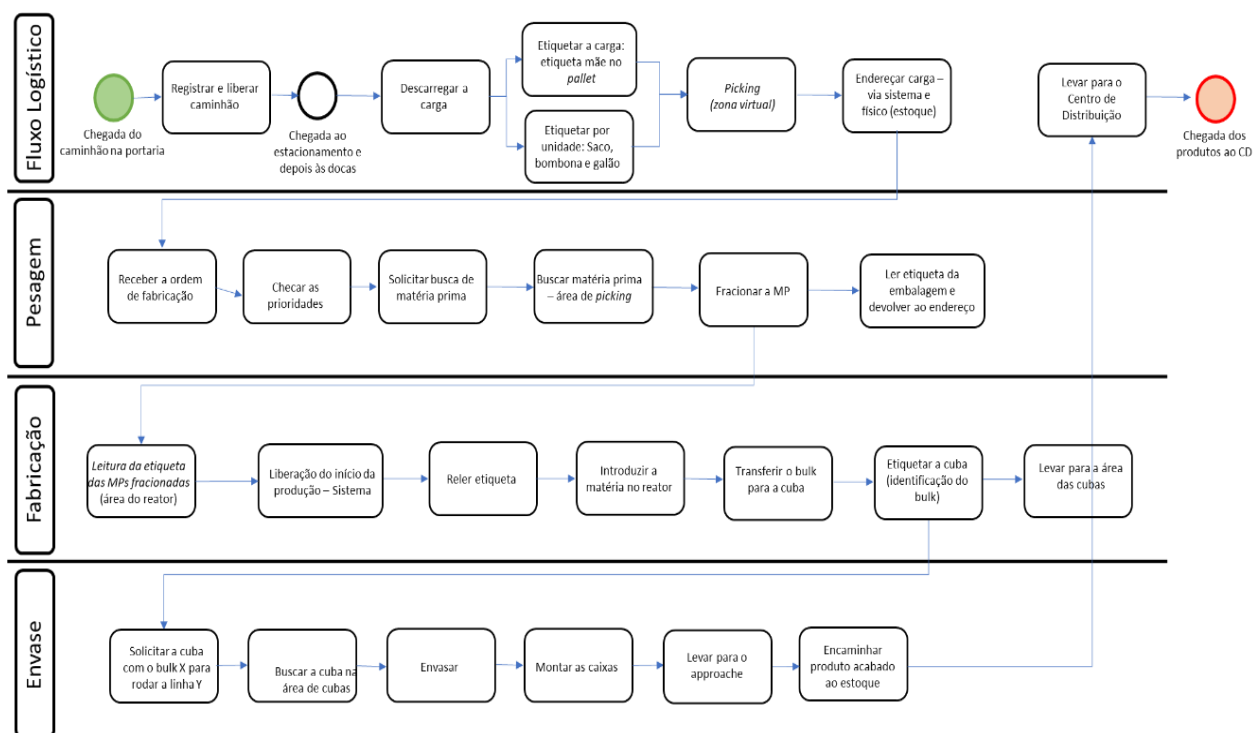 Fluxo Logístico
Chegada do
caminhão na portaria
Registrar e liberar
caminhão
Chegada ao
estacionamento e
depois às docas
Descarregar a
carga
Etiquetar a carga:
etiqueta mãe no
pallet
Etiquetar por
unidade: Saco,
bombona e galão
Picking
(zona virtual)
Endereçar carga –
via sistema e
físico (estoque)
Levar para o
Centro de
Distribuição
Chegada dos
produtos ao CD
Pesagem
Receber a ordem
de fabricação
Checar as
prioridades
Solicitar busca de
matéria prima
Buscar matéria prima
– área de picking
Fracionar a MP
Ler etiqueta da
embalagem e
devolver ao endereço
Fabricação
Leitura da etiqueta
das MPs fracionadas
(área do reator)
Liberação do início da
produção – Sistema
Reler etiqueta
Introduzir a
matéria no reator
Transferir o bulk
para a cuba
Etiquetar a cuba
(identificação do
bulk)
Levar para a área
das cubas
Envase
Solicitar a cuba
com o bulk X para
rodar a linha Y
Buscar a cuba na
área de cubas
Envasar
Montar as caixas
Levar para o
approache
Encaminhar
produto acabado
ao estoque